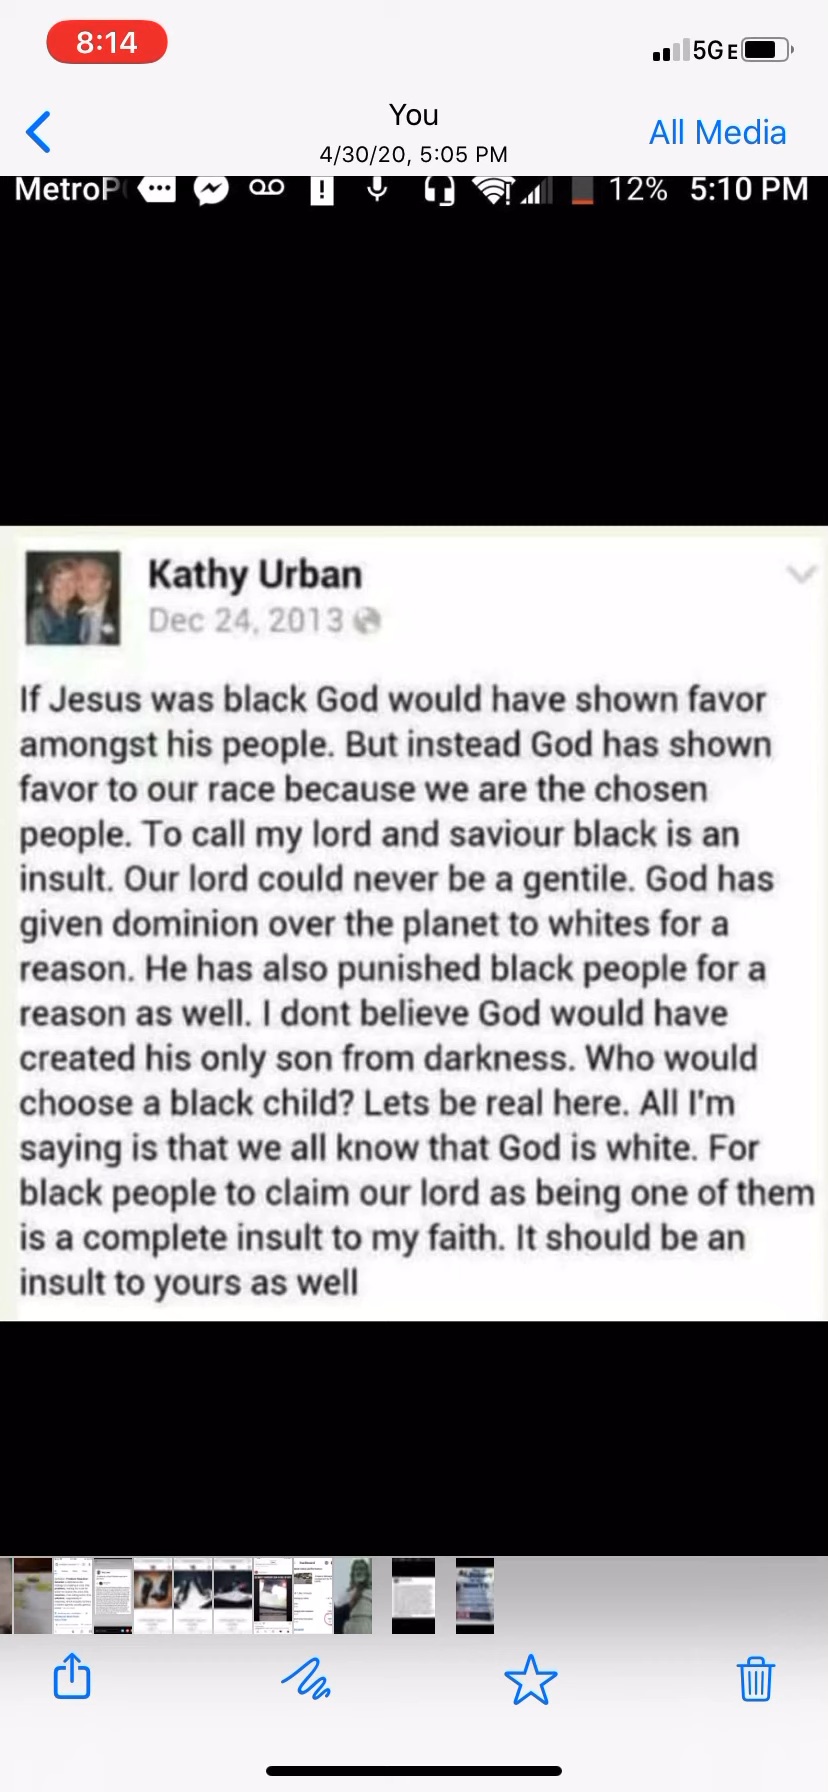 8:14 5G E
You
4/30/20, 5:05 PM
All Media
MetroP 12% 5:10 PM
Kathy Urban
Dec 24, 2013
If Jesus was black God would have shown favor
amongst his people. But instead God has shown
favor to our race because we are the chosen
people. To call my lord and saviour black is an
insult. Our lord could never be a gentile. God has
given dominion over the planet to whites for a
reason. He has also punished black people for a
reason as well. I dont believe God would have
created his only son from darkness. Who would
choose a black child? Lets be real here. All I'm
saying is that we all know that God is white. For
black people to claim our lord as being one of them
is a complete insult to my faith. It should be an
insult to yours as well